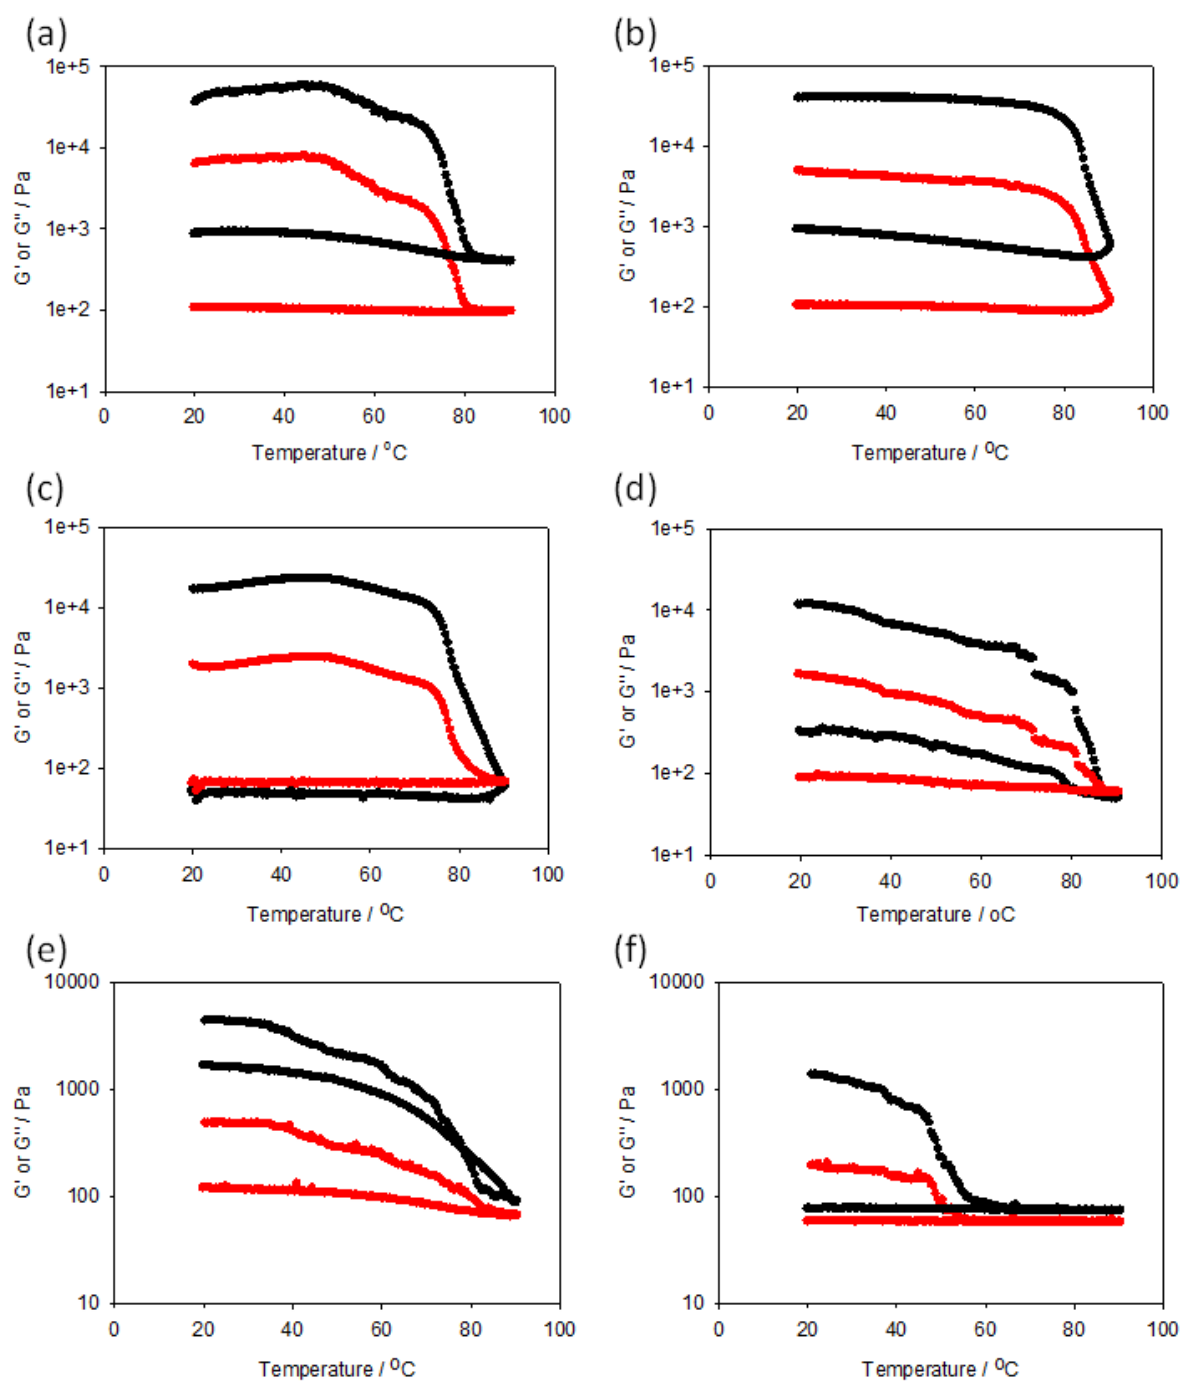 (a)
(b)
G' or G'' / Pa
1e+5
1e+4
1e+3
1e+2
1e+1
0 20 40 60 80 100
Temperature / ⁰C
G' or G'' / Pa
1e+5
1e+4
1e+3
1e+2
1e+1
0 20 40 60 80 100
Temperature / ⁰C
(c)
(d)
G' or G'' / Pa
1e+5
1e+4
1e+3
1e+2
1e+1
0 20 40 60 80 100
Temperature / ⁰C
G' or G'' / Pa
1e+5
1e+4
1e+3
1e+2
1e+1
0 20 40 60 80 100
Temperature / oC
(e)
(f)
G' or G'' / Pa
10000
1000
100
10
0 20 40 60 80 100
Temperature / ⁰C
G' or G'' / Pa
10000
1000
100
10
0 20 40 60 80 100
Temperature / ⁰C